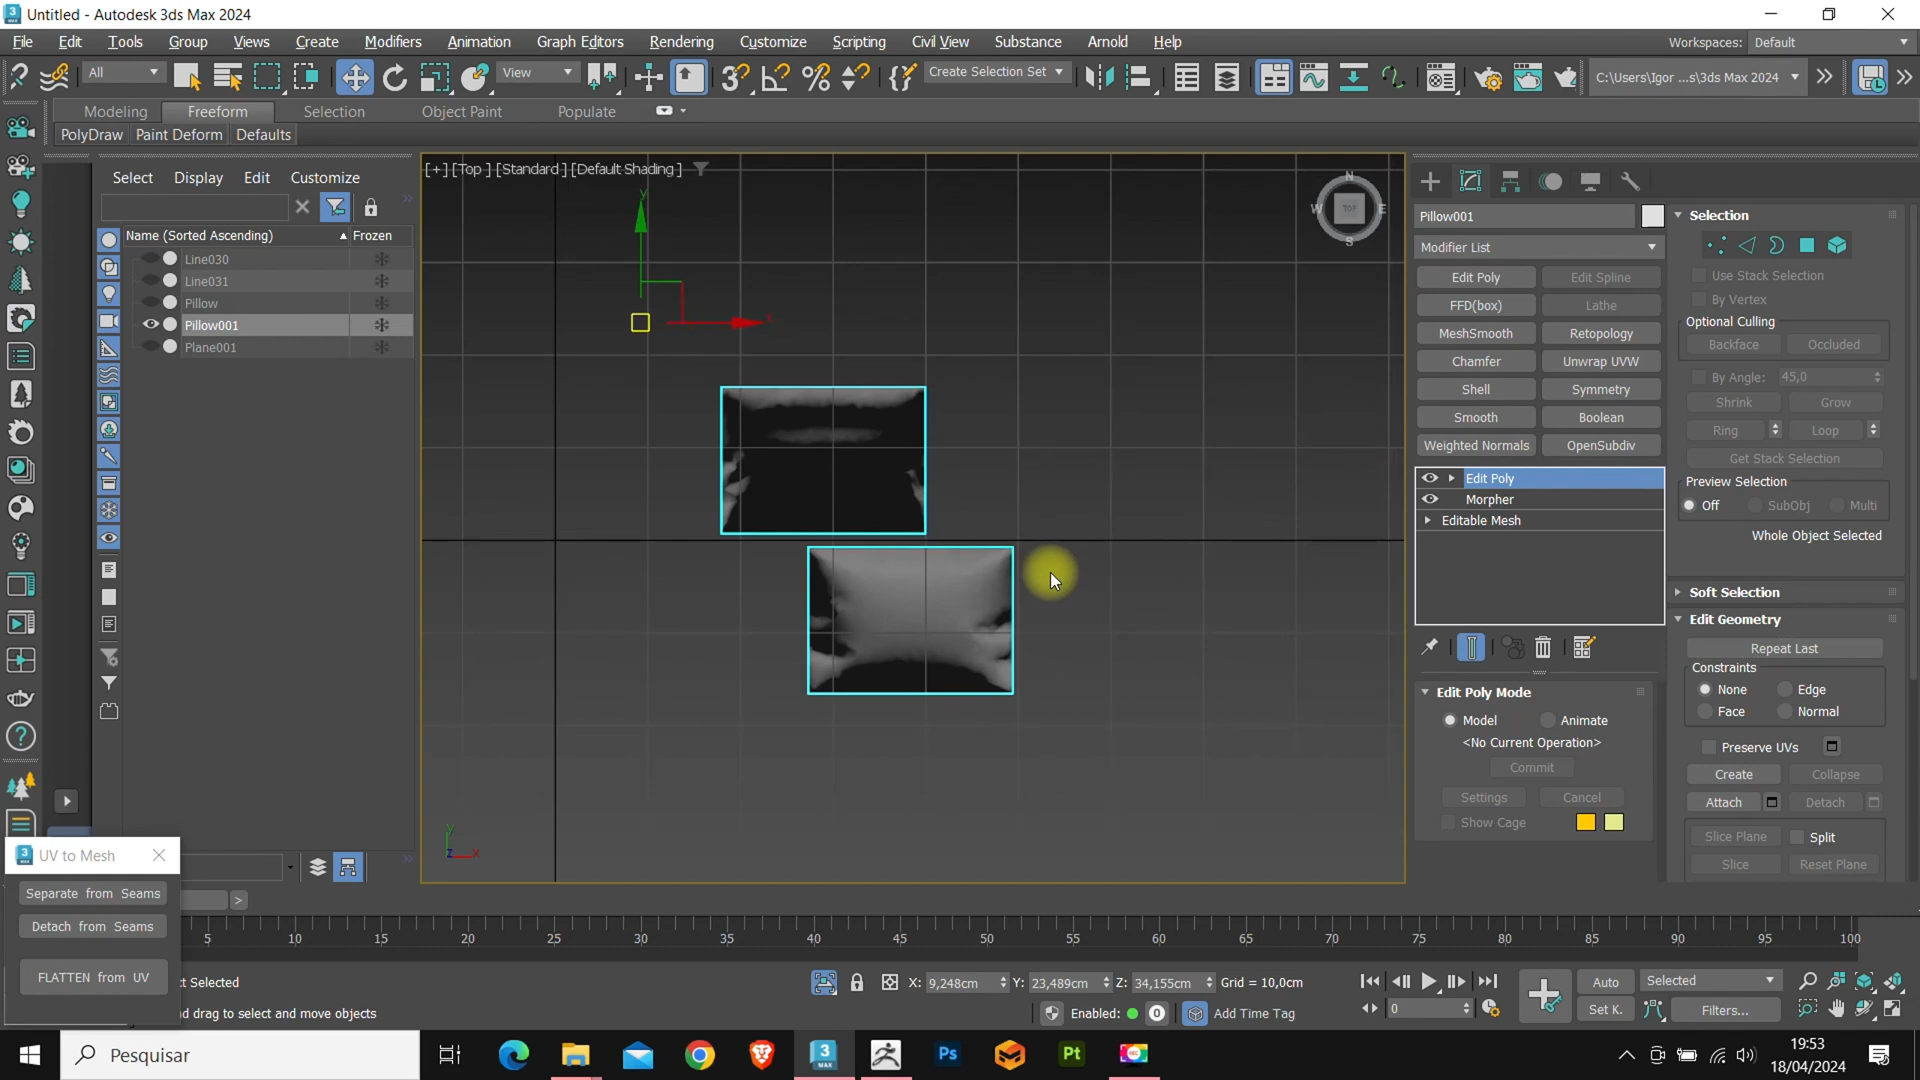 Untitled - Autodesk 3ds Max 2024
File Edit Tools Group Views Create Modifiers Animation Graph Editors Rendering Customize Scripting Civil View Substance Arnold Help
Workspaces: Default
All View Create Selection Set C:\Users\Igor ...s\3ds Max 2024
Modeling Freeform Selection Object Paint Populate
PolyDraw Paint Deform Defaults
Select Display Edit Customize
Name (Sorted Ascending) Frozen
Line030
Line031
Pillow
Pillow001
Plane001
[+] [Top ] [Standard ] [Default Shading ]
N
W TOP E
S
y
x
y
z x
Pillow001
Modifier List
Edit Poly Edit Spline
FFD(box) Lathe
MeshSmooth Retopology
Chamfer Unwrap UVW
Shell Symmetry
Smooth Boolean
Weighted Normals OpenSubdiv
Edit Poly
Morpher
Editable Mesh
Edit Poly Mode
Model Animate
<No Current Operation>
Commit
Settings Cancel
Show Cage
Selection
Use Stack Selection
By Vertex
Optional Culling
Backface Occluded
By Angle: 45,0
Shrink Grow
Ring Loop
Get Stack Selection
Preview Selection
Off SubObj Multi
Whole Object Selected
Soft Selection
Edit Geometry
Repeat Last
Constraints
None Edge
Face Normal
Preserve UVs
Create Collapse
Attach Detach
Slice Plane Split
Slice Reset Plane
UV to Mesh
Separate from Seams
Detach from Seams
FLATTEN from UV
>
5 10 15 20 25 30 35 40 45 50 55 60 65 70 75 80 85 90 95 100
ct Selected
nd drag to select and move objects
X: 9,248cm Y: 23,489cm Z: 34,155cm Grid = 10,0cm
Enabled: 0 Add Time Tag
0
Auto Selected
Set K. Filters...
Pesquisar
3 MAX Ps Pt
19:53
18/04/2024